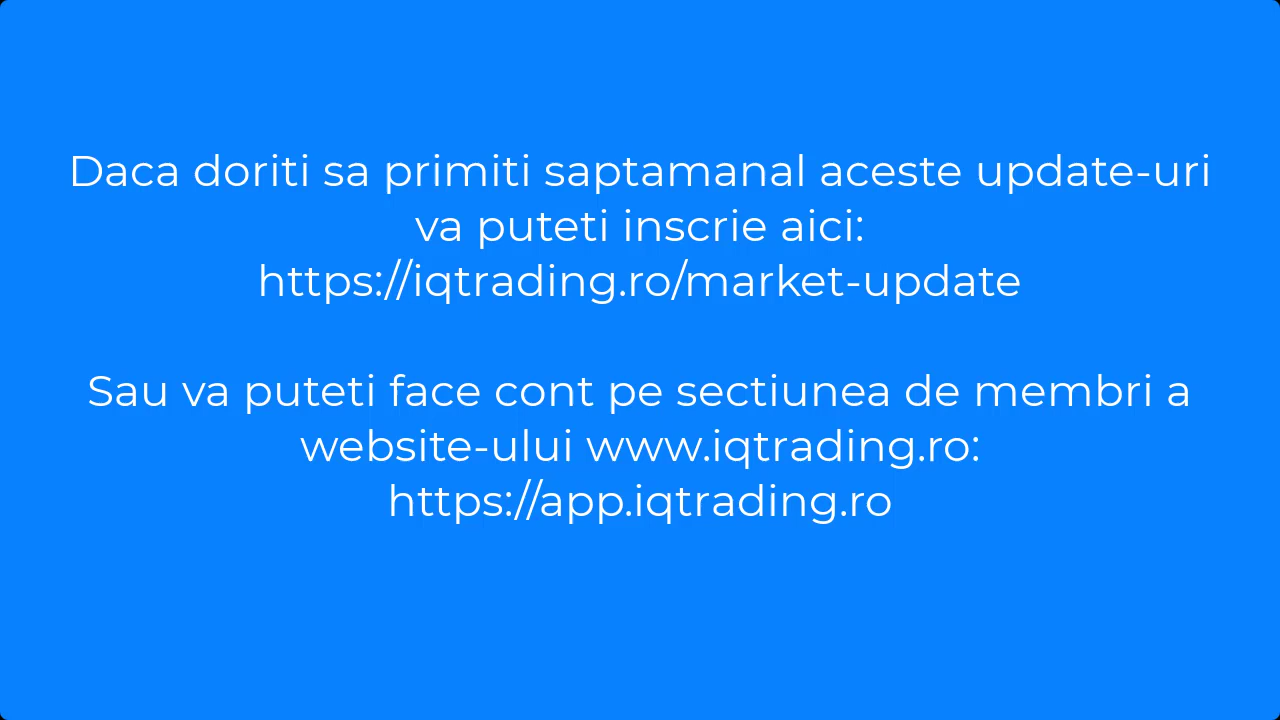 Daca doriti sa primiti saptamanal aceste update-uri
va puteti inscrie aici:
https://iqtrading.ro/market-update
Sau va puteti face cont pe sectiunea de membri a
website-ului www.iqtrading.ro:
https://app.iqtrading.ro